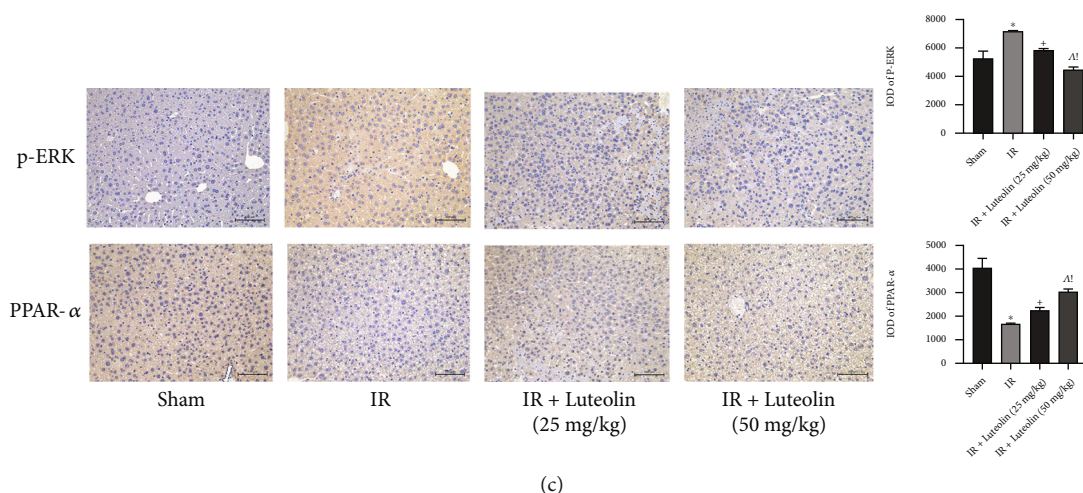 p-ERK
PPAR-α
Sham
IR
IR + Luteolin
(25 mg/kg)
IR + Luteolin
(50 mg/kg)
IOD of P-ERK
8000
6000
4000
2000
0
*
+
Λ!
Sham
IR
IR + Luteolin (25 mg/kg)
IR + Luteolin (50 mg/kg)
IOD of PPAR-α
5000
4000
3000
2000
1000
0
*
+
Λ!
Sham
IR
IR + Luteolin (25 mg/kg)
IR + Luteolin (50 mg/kg)
(c)